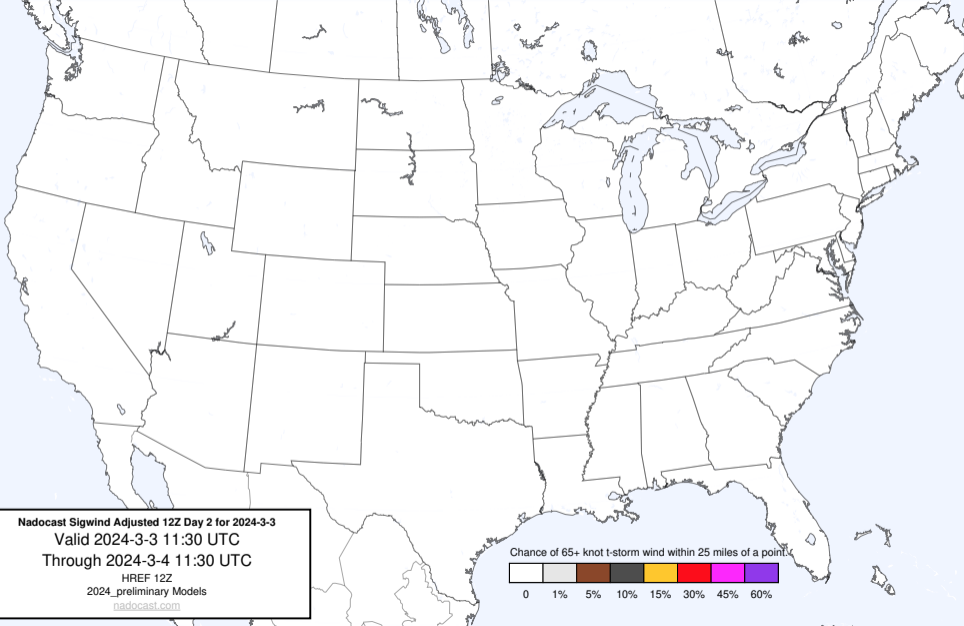 Nadocast Sigwind Adjusted 12Z Day 2 for 2024-3-3
Valid 2024-3-3 11:30 UTC
Through 2024-3-4 11:30 UTC
HREF 12Z
2024_preliminary Models
nadocast.com
Chance of 65+ knot t-storm wind within 25 miles of a point.
0 1% 5% 10% 15% 30% 45% 60%